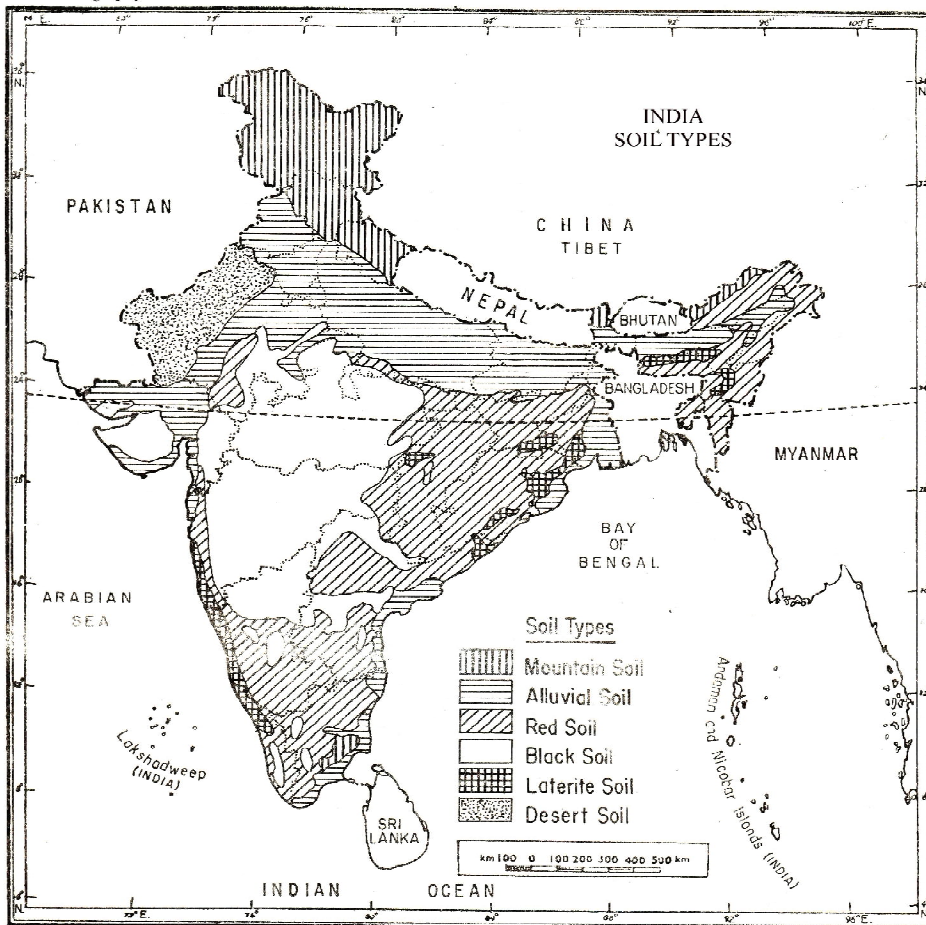 INDIA
SOIL TYPES
PAKISTAN
CHINA
TIBET
NEPAL
BHUTAN
BANGLADESH
MYANMAR
BAY
OF
BENGAL
ARABIAN
SEA
Lakshadweep
(INDIA)
Andaman and Nicobar Islands (INDIA)
SRI
LANKA
INDIAN OCEAN
Soil Types
Mountain Soil
Alluvial Soil
Red Soil
Black Soil
Laterite Soil
Desert Soil
km 100 0 100 200 300 400 500 km